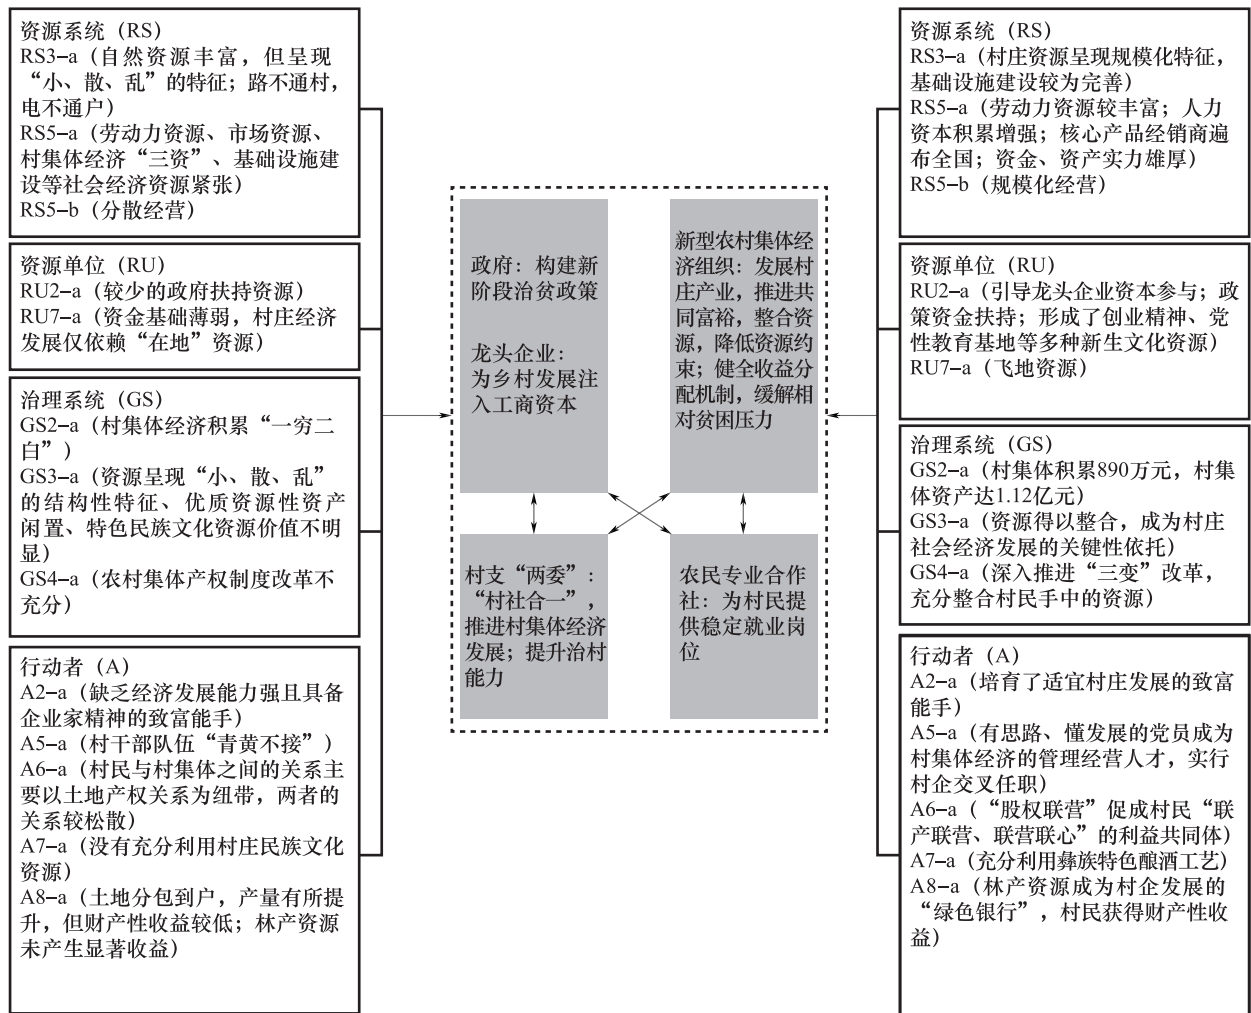 资源系统（RS）
RS3–a（自然资源丰富，但呈现
“小、散、乱”的特征；路不通村，
电不通户）
RS5–a（劳动力资源、市场资源、
村集体经济“三资”、基础设施建
设等社会经济资源紧张）
RS5–b（分散经营）
资源单位（RU）
RU2–a（较少的政府扶持资源）
RU7–a（资金基础薄弱，村庄经济
发展仅依赖“在地”资源）
治理系统（GS）
GS2–a（村集体经济积累“一穷二
白”）
GS3–a（资源呈现“小、散、乱”
的结构性特征、优质资源性资产
闲置、特色民族文化资源价值不明
显）
GS4–a（农村集体产权制度改革不
充分）
行动者（A）
A2–a（缺乏经济发展能力强且具备
企业家精神的致富能手）
A5–a（村干部队伍“青黄不接”）
A6–a（村民与村集体之间的关系主
要以土地产权关系为纽带，两者的
关系较松散）
A7–a（没有充分利用村庄民族文化
资源）
A8–a（土地分包到户，产量有所提
升，但财产性收益较低；林产资源
未产生显著收益）
政府：构建新
阶段治贫政策
龙头企业：
为乡村发展注
入工商资本
新型农村集体经
济组织：发展村
庄产业，推进共
同富裕，整合资
源，降低资源约
束；健全收益分
配机制，缓解相
对贫困压力
村支“两委”：
“村社合一”，
推进村集体经济
发展；提升治村
能力
农民专业合作
社：为村民提
供稳定就业岗
位
资源系统（RS）
RS3–a（村庄资源呈现规模化特征，
基础设施建设较为完善）
RS5–a（劳动力资源较丰富；人力
资本积累增强；核心产品经销商遍
布全国；资金、资产实力雄厚）
RS5–b（规模化经营）
资源单位（RU）
RU2–a（引导龙头企业资本参与；政
策资金扶持；形成了创业精神、党
性教育基地等多种新生文化资源）
RU7–a（飞地资源）
治理系统（GS）
GS2–a（村集体积累890万元，村集
体资产达1.12亿元）
GS3–a（资源得以整合，成为村庄
社会经济发展的关键性依托）
GS4–a（深入推进“三变”改革，
充分整合村民手中的资源）
行动者（A）
A2–a（培育了适宜村庄发展的致富
能手）
A5–a（有思路、懂发展的党员成为
村集体经济的管理经营人才，实行
村企交叉任职）
A6–a（“股权联营”促成村民“联
产联营、联营联心”的利益共同体）
A7–a（充分利用彝族特色酿酒工艺）
A8–a（林产资源成为村企发展的
“绿色银行”，村民获得财产性收
益）